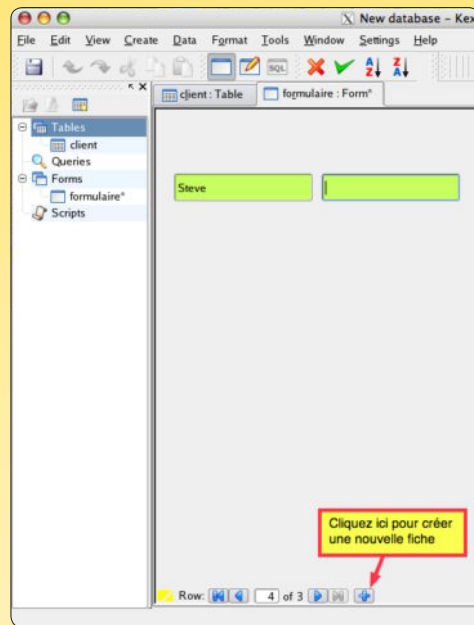 New database – Kex
File Edit View Create Data Format Tools Window Settings Help
SQL A Z Z A
client : Table formulaire : Form*
Tables
client
Queries
Forms
formulaire*
Scripts
Steve
Cliquez ici pour créer
une nouvelle fiche
Row: 4 of 3